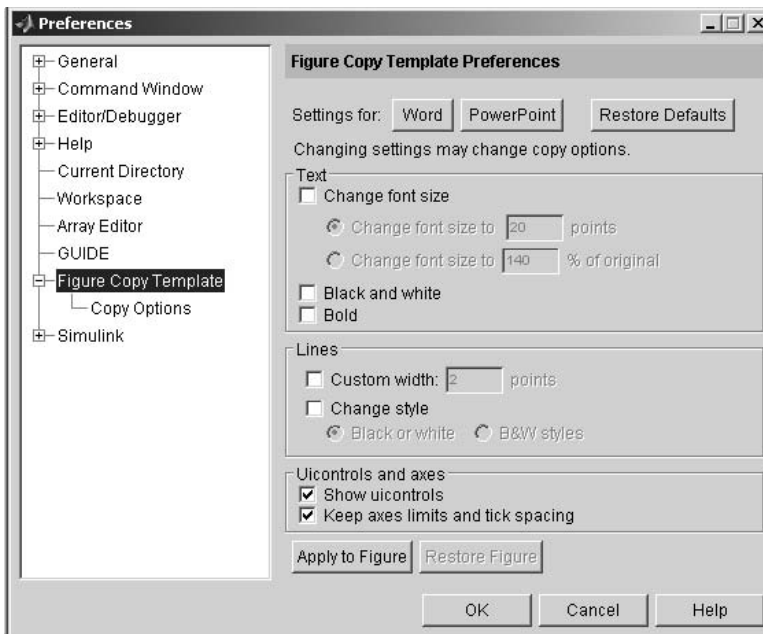 Preferences
General
Command Window
Editor/Debugger
Help
Current Directory
Workspace
Array Editor
GUIDE
Figure Copy Template
Copy Options
Simulink
Figure Copy Template Preferences
Settings for: Word PowerPoint Restore Defaults
Changing settings may change copy options.
Text
Change font size
Change font size to 20 points
Change font size to 140 % of original
Black and white
Bold
Lines
Custom width: 2 points
Change style
Black or white B&W styles
Uicontrols and axes
Show uicontrols
Keep axes limits and tick spacing
Apply to Figure Restore Figure
OK Cancel Help